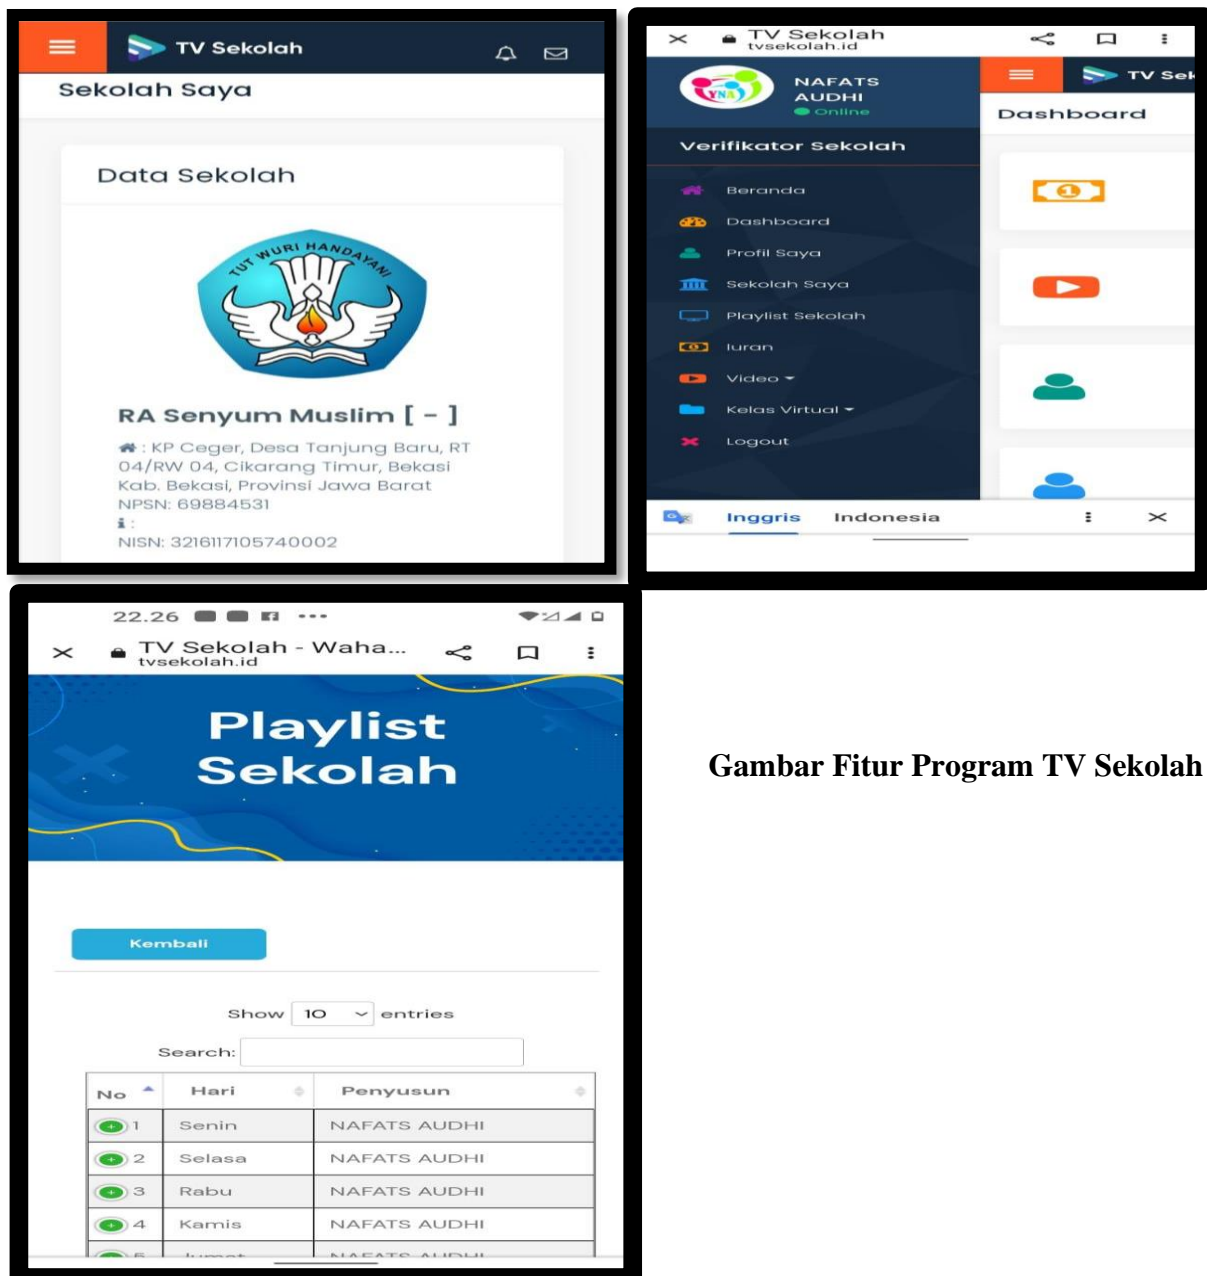 TV Sekolah
Sekolah Saya
Data Sekolah
TUT WURI HANDAYANI
RA Senyum Muslim [ - ]
: KP Ceger, Desa Tanjung Baru, RT
04/RW 04, Cikarang Timur, Bekasi
Kab. Bekasi, Provinsi Jawa Barat
NPSN: 69884531
:
NISN: 3216117105740002
TV Sekolah
tvsekolah.id
YNA
NAFATS
AUDHI
Online
Verifikator Sekolah
Beranda
Dashboard
Profil Saya
Sekolah Saya
Playlist Sekolah
Iuran
Video
Kelas Virtual
Logout
TV Sek
Dashboard
Inggris Indonesia
22.26
TV Sekolah - Waha...
tvsekolah.id
Playlist
Sekolah
Kembali
Show 10 entries
Search:
No Hari Penyusun
1 Senin NAFATS AUDHI
2 Selasa NAFATS AUDHI
3 Rabu NAFATS AUDHI
4 Kamis NAFATS AUDHI
5 Jumat NAFATS AUDHI
Gambar Fitur Program TV Sekolah